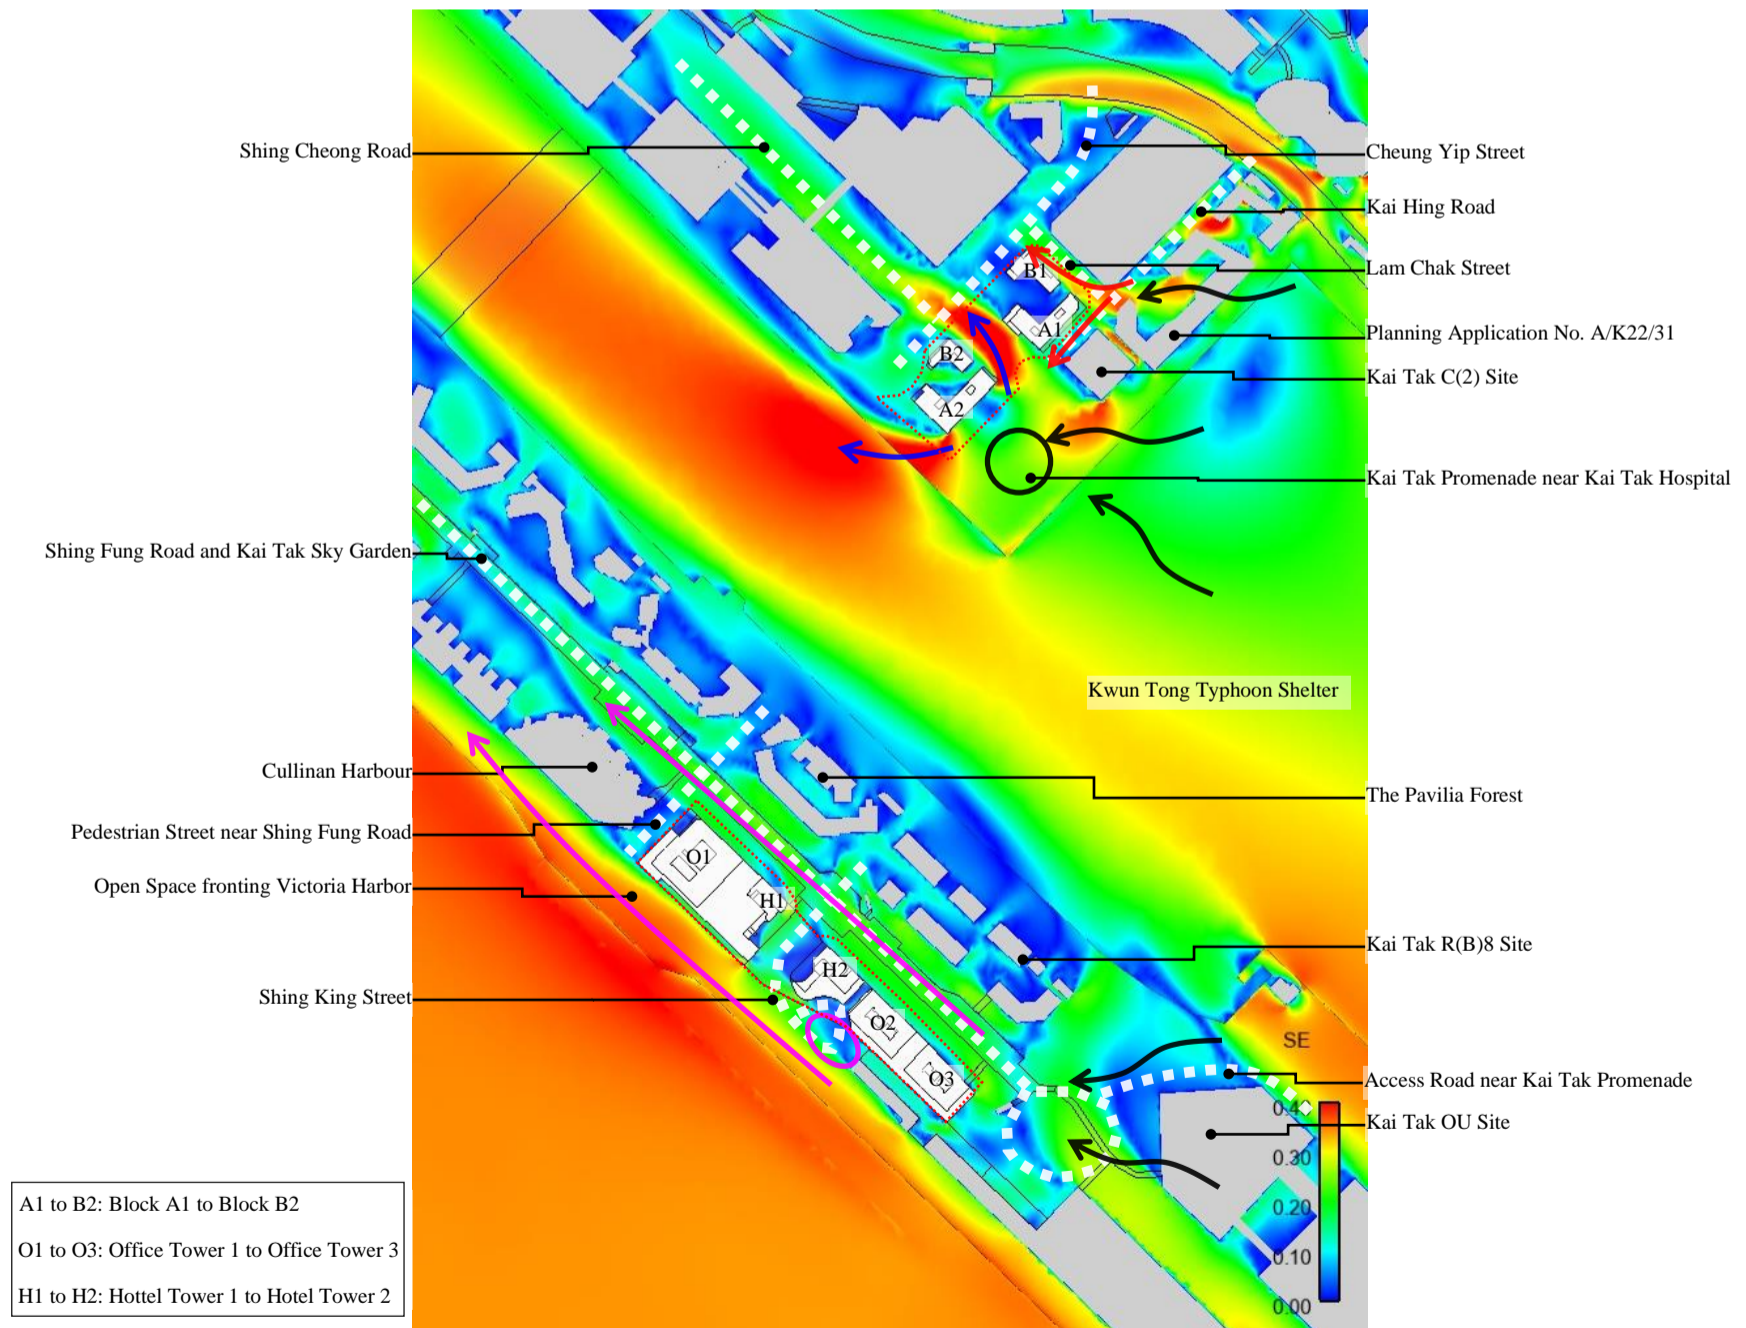 Shing Cheong Road
Cheung Yip Street
Kai Hing Road
Lam Chak Street
B1
Planning Application No. A/K22/31
A1
B2
Kai Tak C(2) Site
A2
Kai Tak Promenade near Kai Tak Hospital
Shing Fung Road and Kai Tak Sky Garden
Kwun Tong Typhoon Shelter
Cullinan Harbour
The Pavilia Forest
Pedestrian Street near Shing Fung Road
O1
Open Space fronting Victoria Harbor
H1
Kai Tak R(B)8 Site
H2
Shing King Street
O2
SE
O3
Access Road near Kai Tak Promenade
0.40
Kai Tak OU Site
0.30
0.20
0.10
0.00
A1 to B2: Block A1 to Block B2
O1 to O3: Office Tower 1 to Office Tower 3
H1 to H2: Hottel Tower 1 to Hotel Tower 2